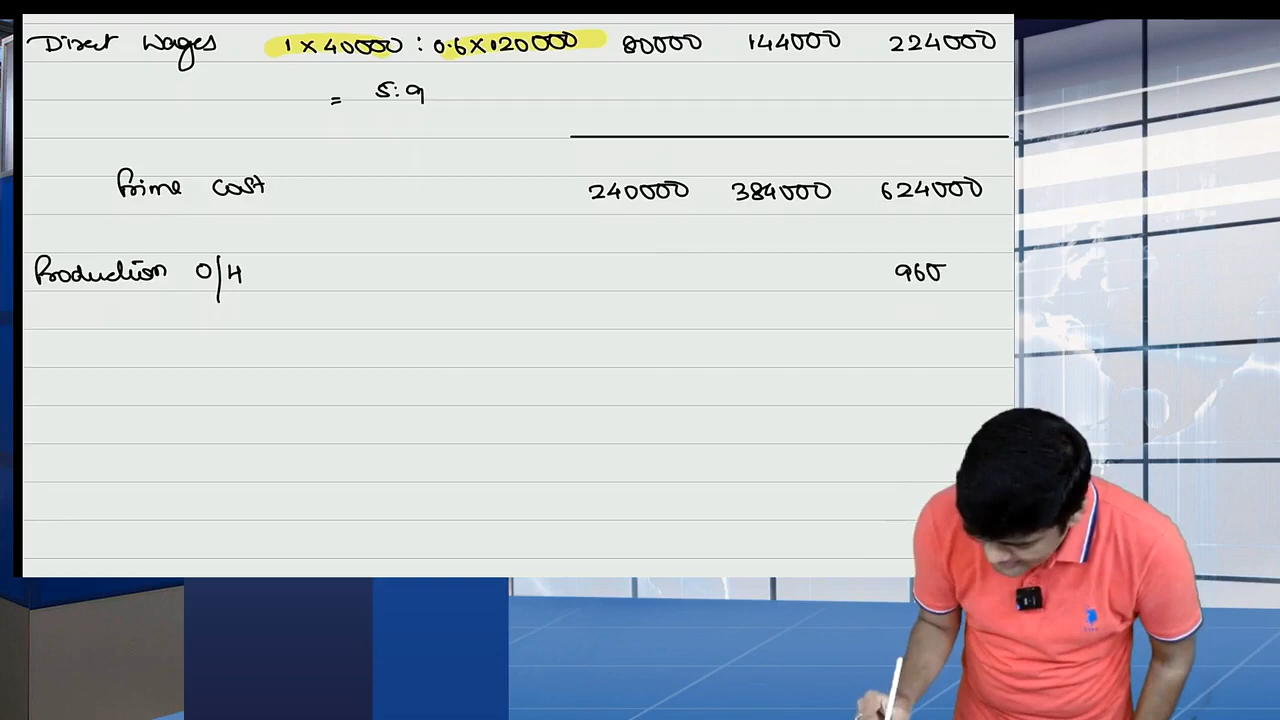 Direct Wages 1 x 40000 : 0.6 x 120000 80000 144000 224000
= 5:9
Prime Cost 240000 384000 624000
Production O/H 960